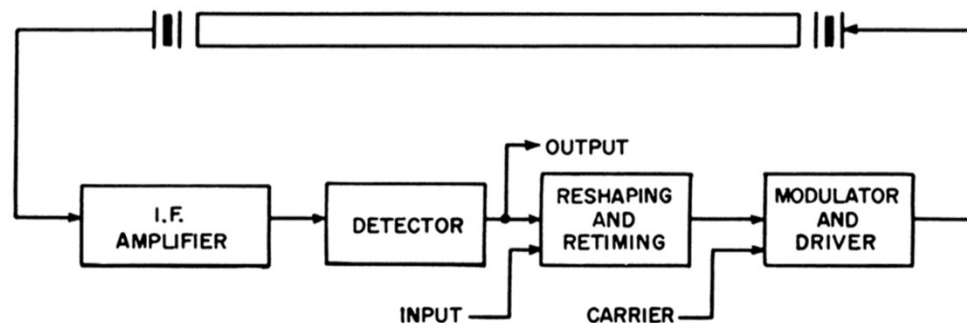 OUTPUT
I.F.
AMPLIFIER
DETECTOR
RESHAPING
AND
RETIMING
MODULATOR
AND
DRIVER
INPUT
CARRIER